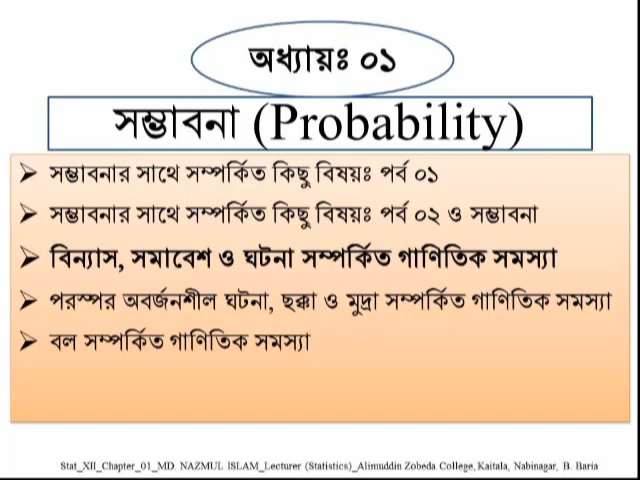 অধ্যায়ঃ ০১
সম্ভাবনা (Probability)
➢ সম্ভাবনার সাথে সম্পর্কিত কিছু বিষয়ঃ পর্ব ০১
➢ সম্ভাবনার সাথে সম্পর্কিত কিছু বিষয়ঃ পর্ব ০২ ও সম্ভাবনা
➢ বিন্যাস, সমাবেশ ও ঘটনা সম্পর্কিত গাণিতিক সমস্যা
➢ পরস্পর অবর্জনশীল ঘটনা, ছক্কা ও মুদ্রা সম্পর্কিত গাণিতিক সমস্যা
➢ বল সম্পর্কিত গাণিতিক সমস্যা
Stat_XII_Chapter_01_MD. NAZMUL ISLAM_Lecturer (Statistics)_Alimuddin Zobeda College, Kaitala, Nabinagar, B. Baria